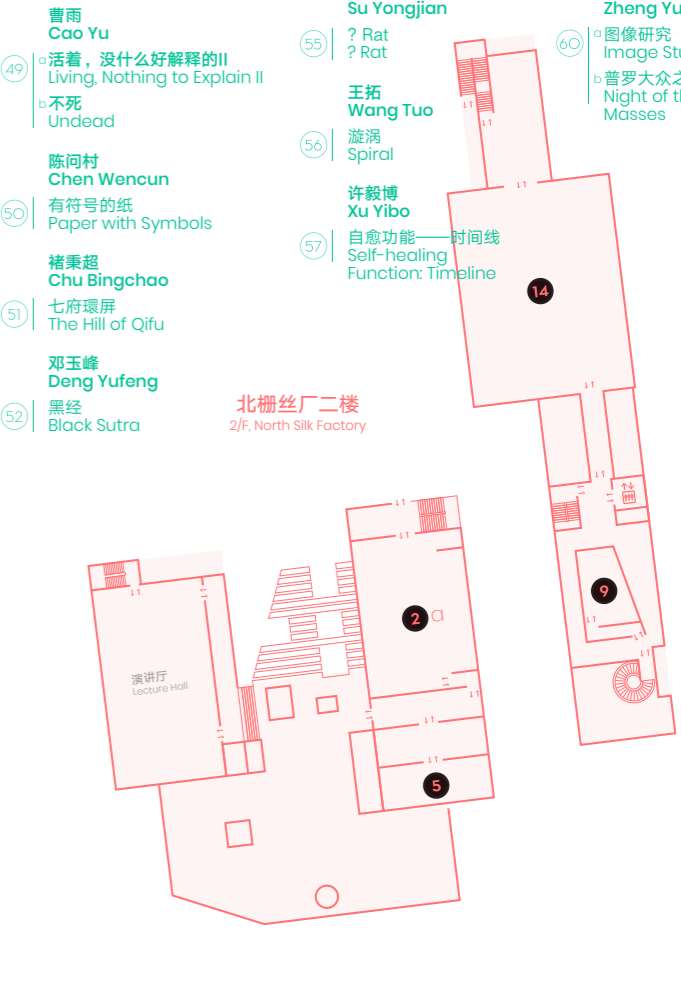 曹雨
Cao Yu
49
a 活着，没什么好解释的II
Living, Nothing to Explain II
b 不死
Undead
陈问村
Chen Wencun
50
有符号的纸
Paper with Symbols
褚秉超
Chu Bingchao
51
七府環屏
The Hill of Qifu
邓玉峰
Deng Yufeng
52
黑经
Black Sutra
Su Yongjian
55
? Rat
? Rat
王拓
Wang Tuo
56
漩涡
Spiral
许毅博
Xu Yibo
57
自愈功能——时间线
Self-healing
Function: Timeline
Zheng Yu
60
a 图像研究
Image Stu
b 普罗大众之
Night of th
Masses
北栅丝厂二楼
2/F, North Silk Factory
14
9
2 a
5
演讲厅
Lecture Hall